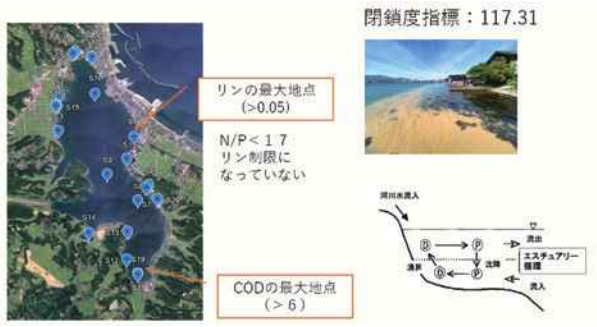 閉鎖度指標：117.31
リンの最大地点
(>0.05)
N/P<１７
リン制限に
なっていない
CODの最大地点
(＞６)
S15
S14
河川水流入
流出
D
P
エスチュアリー
循環
沈降
D
P
流入